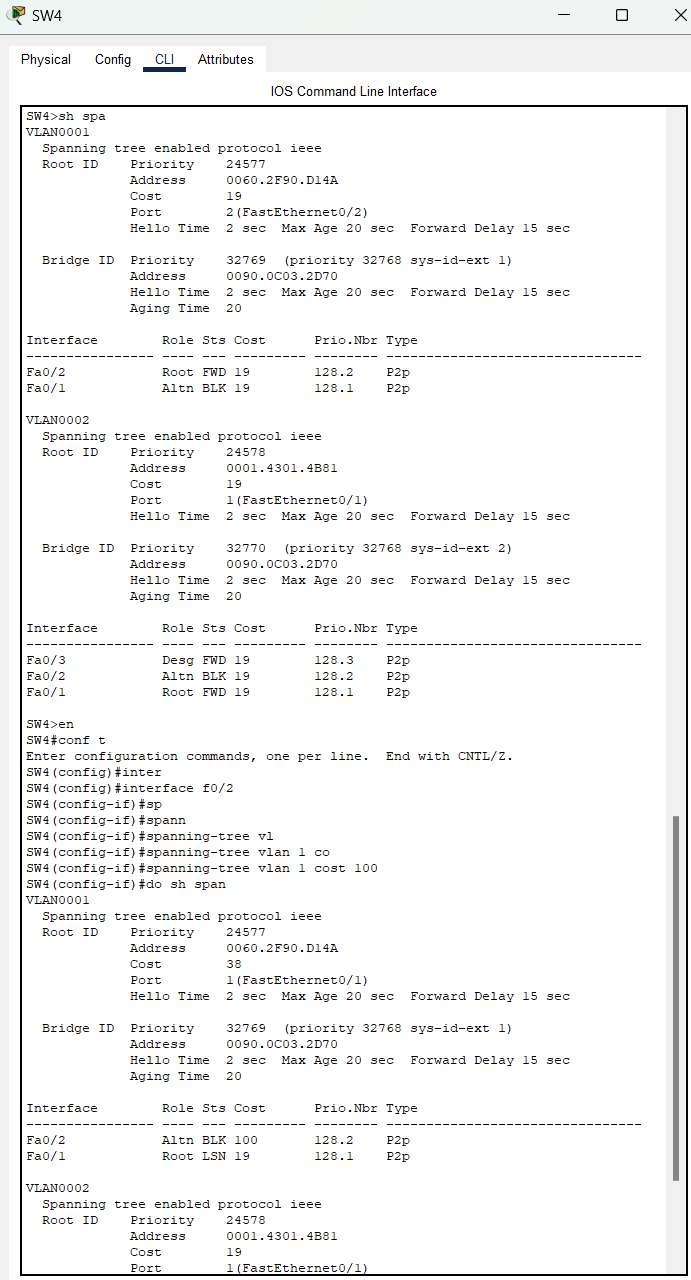 SW4
Physical Config CLI Attributes
IOS Command Line Interface
SW4>sh spa
VLAN0001
  Spanning tree enabled protocol ieee
  Root ID    Priority    24577
             Address     0060.2F90.D14A
             Cost        19
             Port        2(FastEthernet0/2)
             Hello Time  2 sec  Max Age 20 sec  Forward Delay 15 sec

  Bridge ID  Priority    32769  (priority 32768 sys-id-ext 1)
             Address     0090.0C03.2D70
             Hello Time  2 sec  Max Age 20 sec  Forward Delay 15 sec
             Aging Time  20

Interface        Role Sts Cost      Prio.Nbr Type
---------------- ---- --- --------- -------- --------------------------------
Fa0/2            Root FWD 19        128.2    P2p
Fa0/1            Altn BLK 19        128.1    P2p

VLAN0002
  Spanning tree enabled protocol ieee
  Root ID    Priority    24578
             Address     0001.4301.4B81
             Cost        19
             Port        1(FastEthernet0/1)
             Hello Time  2 sec  Max Age 20 sec  Forward Delay 15 sec

  Bridge ID  Priority    32770  (priority 32768 sys-id-ext 2)
             Address     0090.0C03.2D70
             Hello Time  2 sec  Max Age 20 sec  Forward Delay 15 sec
             Aging Time  20

Interface        Role Sts Cost      Prio.Nbr Type
---------------- ---- --- --------- -------- --------------------------------
Fa0/3            Desg FWD 19        128.3    P2p
Fa0/2            Altn BLK 19        128.2    P2p
Fa0/1            Root FWD 19        128.1    P2p

SW4>en
SW4#conf t
Enter configuration commands, one per line.  End with CNTL/Z.
SW4(config)#inter
SW4(config)#interface f0/2
SW4(config-if)#sp
SW4(config-if)#spann
SW4(config-if)#spanning-tree vl
SW4(config-if)#spanning-tree vlan 1 co
SW4(config-if)#spanning-tree vlan 1 cost 100
SW4(config-if)#do sh span
VLAN0001
  Spanning tree enabled protocol ieee
  Root ID    Priority    24577
             Address     0060.2F90.D14A
             Cost        38
             Port        1(FastEthernet0/1)
             Hello Time  2 sec  Max Age 20 sec  Forward Delay 15 sec

  Bridge ID  Priority    32769  (priority 32768 sys-id-ext 1)
             Address     0090.0C03.2D70
             Hello Time  2 sec  Max Age 20 sec  Forward Delay 15 sec
             Aging Time  20

Interface        Role Sts Cost      Prio.Nbr Type
---------------- ---- --- --------- -------- --------------------------------
Fa0/2            Altn BLK 100       128.2    P2p
Fa0/1            Root LSN 19        128.1    P2p

VLAN0002
  Spanning tree enabled protocol ieee
  Root ID    Priority    24578
             Address     0001.4301.4B81
             Cost        19
             Port        1(FastEthernet0/1)